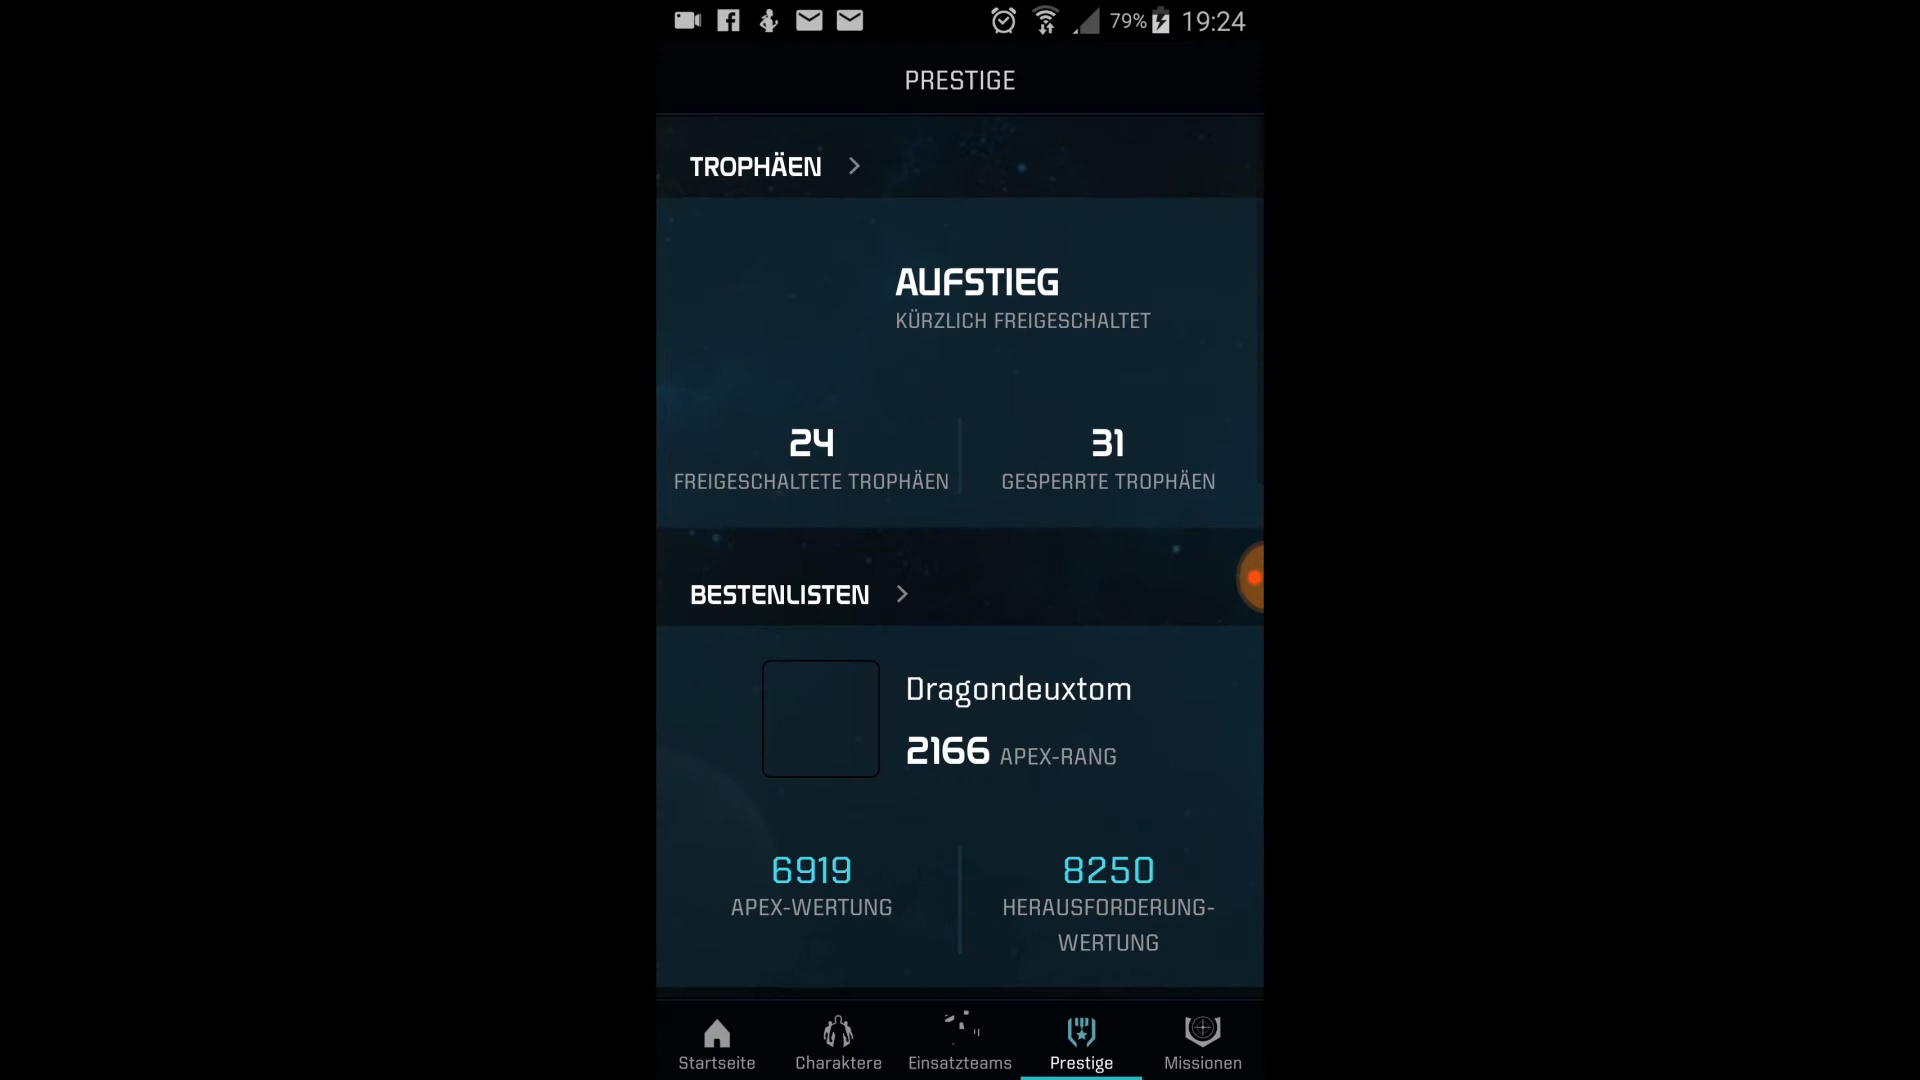 79% 19:24
PRESTIGE
TROPHÄEN
AUFSTIEG
KÜRZLICH FREIGESCHALTET
24 31
FREIGESCHALTETE TROPHÄEN GESPERRTE TROPHÄEN
BESTENLISTEN
Dragondeuxtom
2166 APEX-RANG
6919 8250
APEX-WERTUNG HERAUSFORDERUNG-
WERTUNG
Startseite Charaktere Einsatzteams Prestige Missionen